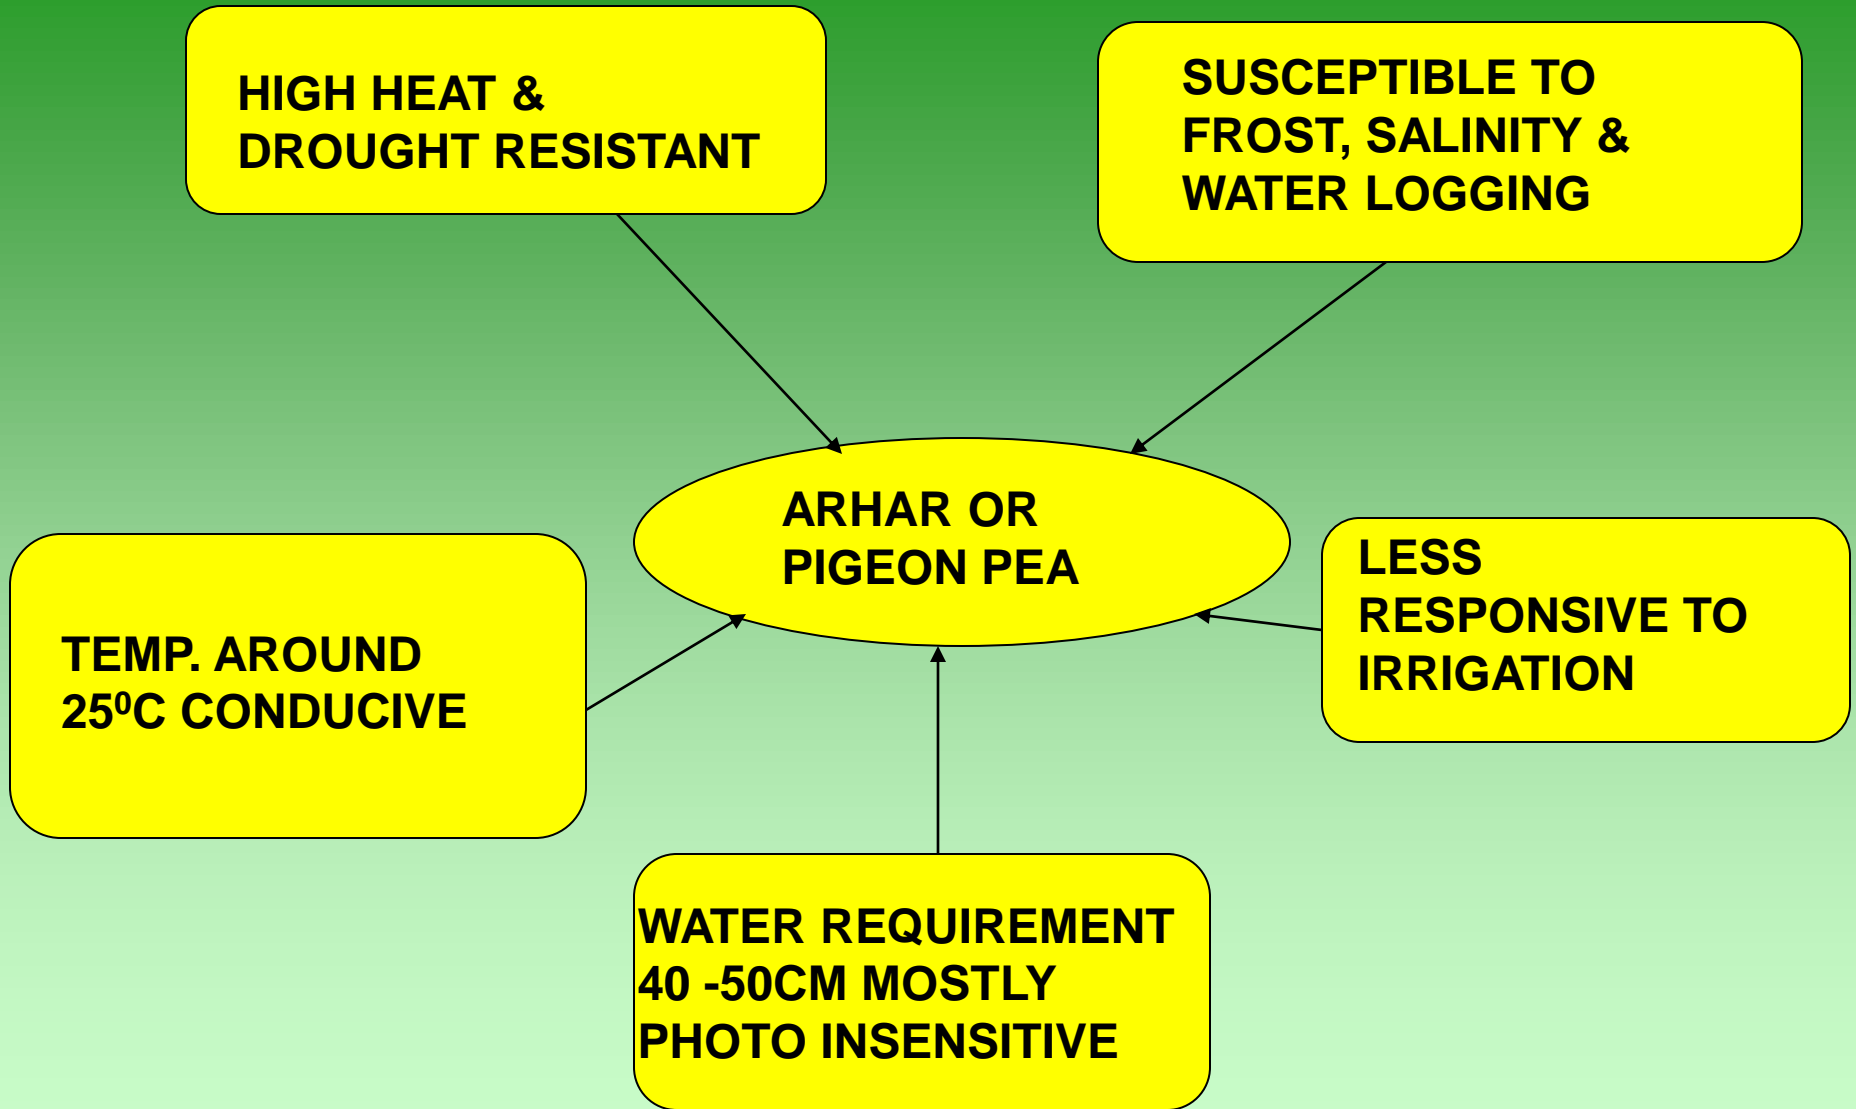 HIGH HEAT &
DROUGHT RESISTANT
SUSCEPTIBLE TO
FROST, SALINITY &
WATER LOGGING
ARHAR OR
PIGEON PEA
LESS
RESPONSIVE TO
IRRIGATION
TEMP. AROUND
25⁰C CONDUCIVE
WATER REQUIREMENT
40 -50CM MOSTLY
PHOTO INSENSITIVE